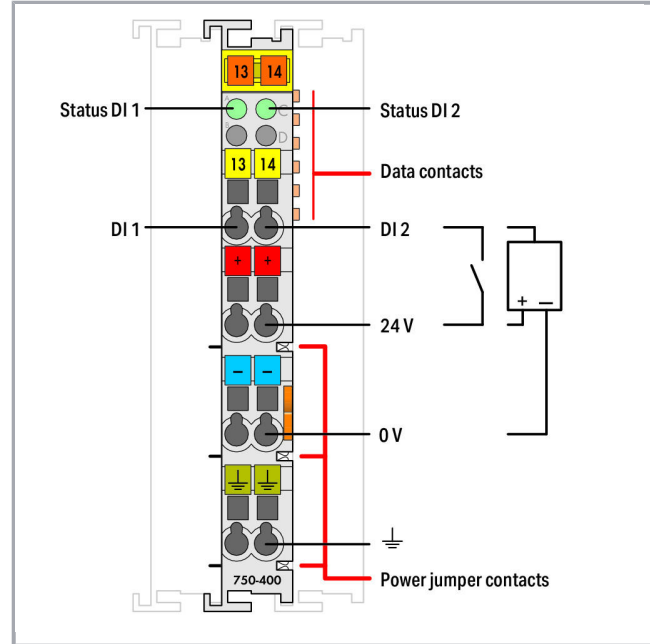 13 14
A
C
Status DI 1
Status DI 2
B
D
13 14
Data contacts
DI 1
DI 2
+ +
+ –
24 V
– –
0 V
750-400
Power jumper contacts